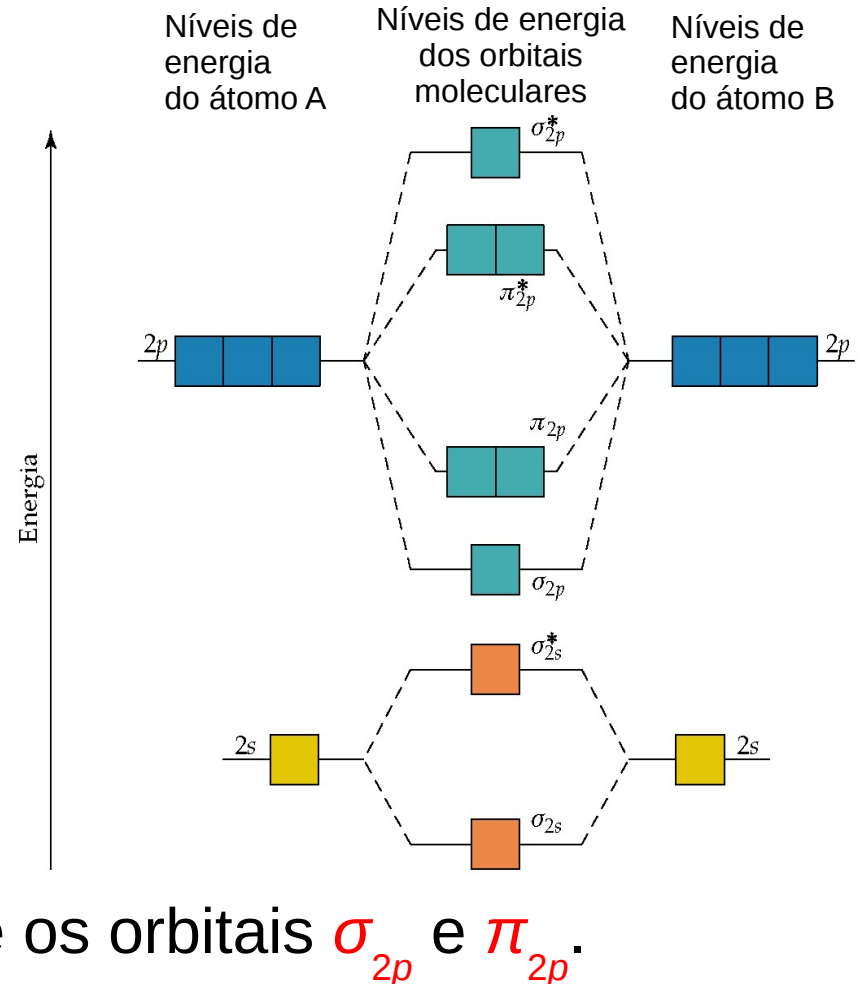 Níveis de
energia
do átomo A
Níveis de energia
dos orbitais
moleculares
Níveis de
energia
do átomo B
σ*2p
π*2p
2p
2p
π2p
Energia
σ2p
σ*2s
2s
2s
σ2s
os orbitais σ2p e π2p.